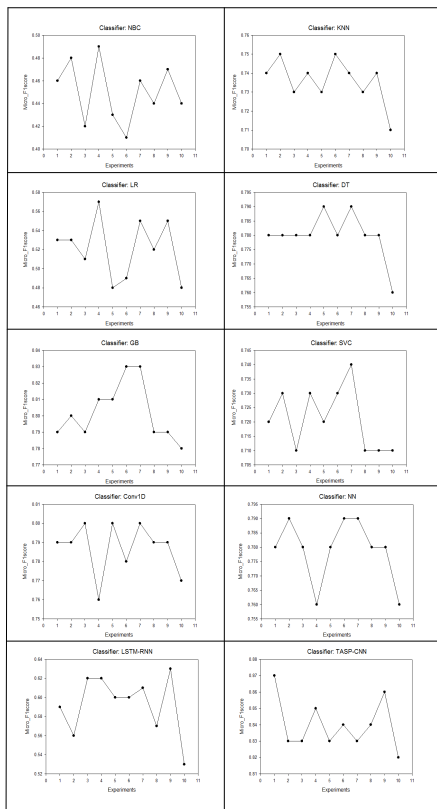 Classifier: NBC
Micro_F1score
0.50
0.48
0.46
0.44
0.42
0.40
0 1 2 3 4 5 6 7 8 9 10 11
Experiments
Classifier: KNN
Micro_F1score
0.76
0.75
0.74
0.73
0.72
0.71
0.70
0 1 2 3 4 5 6 7 8 9 10 11
Experiments
Classifier: LR
Micro_F1score
0.58
0.56
0.54
0.52
0.50
0.48
0.46
0 1 2 3 4 5 6 7 8 9 10 11
Experiments
Classifier: DT
Micro_F1score
0.795
0.790
0.785
0.780
0.775
0.770
0.765
0.760
0.755
0 1 2 3 4 5 6 7 8 9 10 11
Experiments
Classifier: GB
Micro_F1score
0.84
0.83
0.82
0.81
0.80
0.79
0.78
0.77
0 1 2 3 4 5 6 7 8 9 10 11
Experiments
Classifier: SVC
Micro_F1score
0.745
0.740
0.735
0.730
0.725
0.720
0.715
0.710
0.705
0 1 2 3 4 5 6 7 8 9 10 11
Experiments
Classifier: Conv1D
Micro_F1score
0.81
0.80
0.79
0.78
0.77
0.76
0.75
0 1 2 3 4 5 6 7 8 9 10 11
Experiments
Classifier: NN
Micro_F1score
0.795
0.790
0.785
0.780
0.775
0.770
0.765
0.760
0.755
0 1 2 3 4 5 6 7 8 9 10 11
Experiments
Classifier: LSTM-RNN
Micro_F1score
0.64
0.62
0.60
0.58
0.56
0.54
0.52
0 1 2 3 4 5 6 7 8 9 10 11
Experiments
Classifier: TASP-CNN
Micro_F1score
0.88
0.87
0.86
0.85
0.84
0.83
0.82
0.81
0 1 2 3 4 5 6 7 8 9 10 11
Experiments